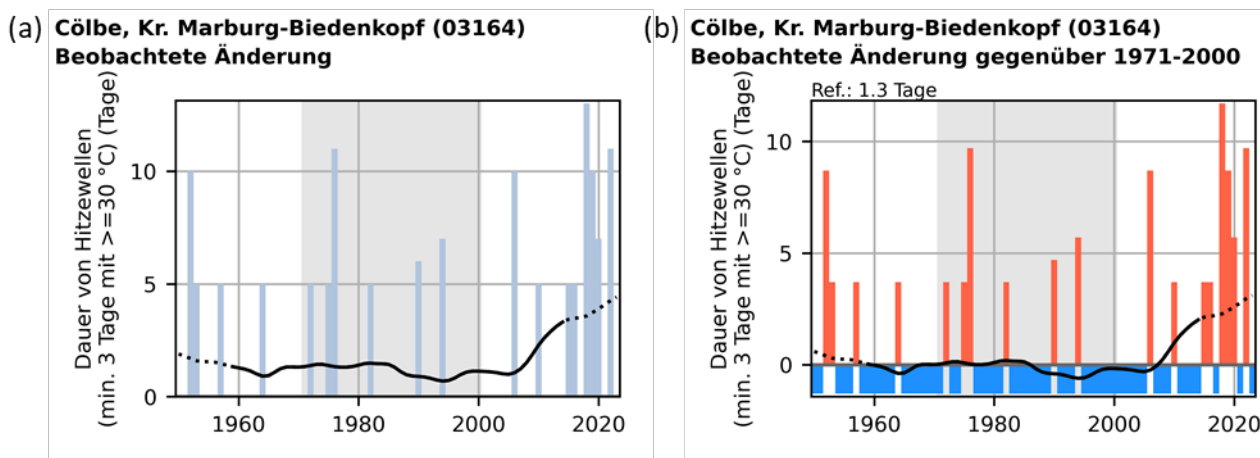 (a) Cölbe, Kr. Marburg-Biedenkopf (03164)
Beobachtete Änderung
Dauer von Hitzewellen
(min. 3 Tage mit >=30 °C) (Tage)
10
5
0
1960
1980
2000
2020
(b) Cölbe, Kr. Marburg-Biedenkopf (03164)
Beobachtete Änderung gegenüber 1971-2000
Ref.: 1.3 Tage
Dauer von Hitzewellen
(min. 3 Tage mit >=30 °C) (Tage)
10
5
0
1960
1980
2000
2020